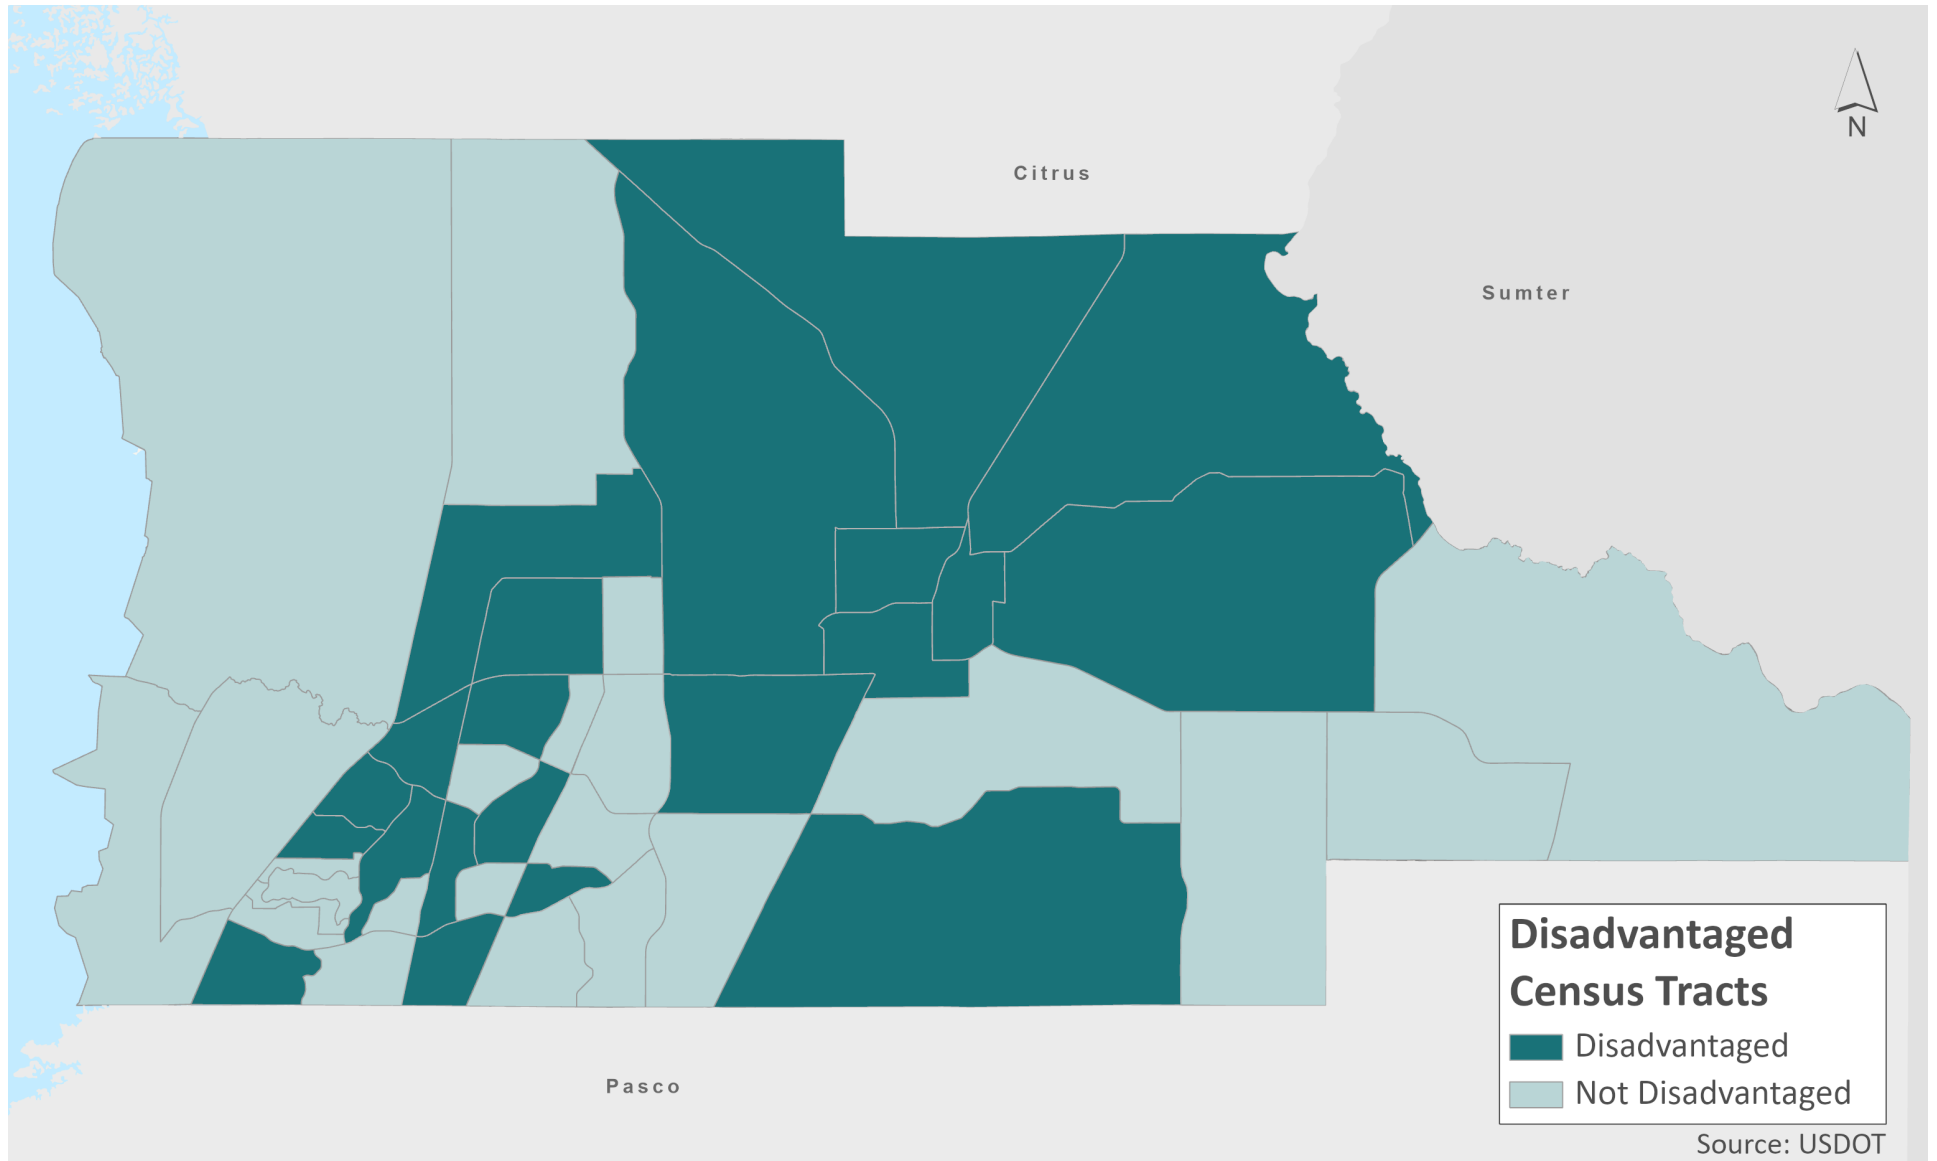 N
Citrus
Sumter
Pasco
Disadvantaged
Census Tracts
Disadvantaged
Not Disadvantaged
Source: USDOT